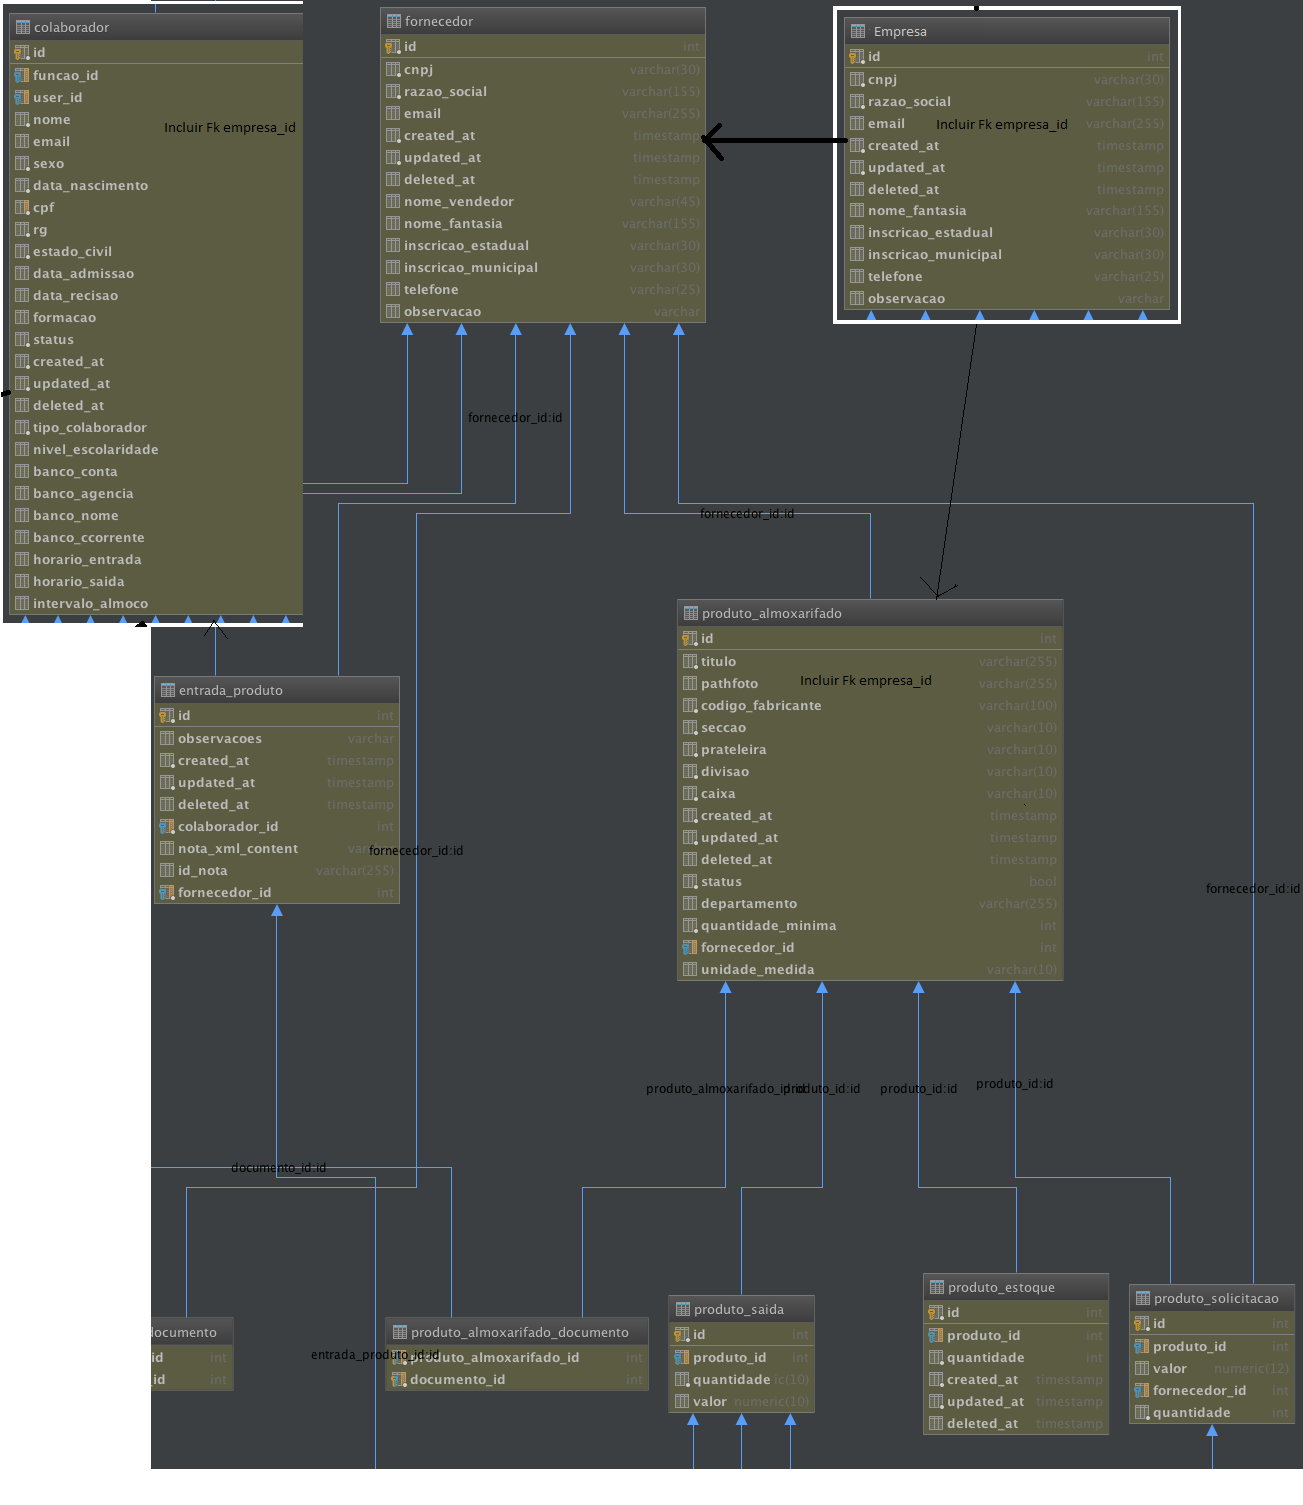 colaborador
id
funcao_id
user_id
nome
Incluir Fk empresa_id
email
sexo
data_nascimento
cpf
rg
estado_civil
data_admissao
data_recisao
formacao
status
created_at
updated_at
deleted_at
tipo_colaborador
nivel_escolaridade
banco_conta
banco_agencia
banco_nome
banco_ccorrente
horario_entrada
horario_saida
intervalo_almoco
fornecedor
id int
cnpj varchar(30)
razao_social varchar(155)
email varchar(255)
created_at timestamp
updated_at timestamp
deleted_at timestamp
nome_vendedor varchar(45)
nome_fantasia varchar(155)
inscricao_estadual varchar(30)
inscricao_municipal varchar(30)
telefone varchar(25)
observacao varchar
Empresa
id int
cnpj varchar(30)
razao_social varchar(155)
email Incluir Fk empresa_id varchar(255)
created_at timestamp
updated_at timestamp
deleted_at timestamp
nome_fantasia varchar(155)
inscricao_estadual varchar(30)
inscricao_municipal varchar(30)
telefone varchar(25)
observacao varchar
fornecedor_id:id
fornecedor_id:id
entrada_produto
id int
observacoes varchar
created_at timestamp
updated_at timestamp
deleted_at timestamp
colaborador_id int
nota_xml_content
id_nota varchar(255)
fornecedor_id int
fornecedor_id:id
produto_almoxarifado
id int
titulo varchar(255)
pathfoto Incluir Fk empresa_id varchar(255)
codigo_fabricante varchar(100)
seccao varchar(10)
prateleira varchar(10)
divisao varchar(10)
caixa varchar(10)
created_at timestamp
updated_at timestamp
deleted_at timestamp
status bool
departamento varchar(255)
quantidade_minima int
fornecedor_id int
unidade_medida varchar(10)
fornecedor_id:id
produto_almoxarifado_id:id
produto_id:id
produto_id:id
produto_id:id
documento_id:id
documento
id int
_id int
entrada_produto_id:id
produto_almoxarifado_documento
produto_almoxarifado_id int
documento_id int
produto_saida
id int
produto_id int
quantidade ic(10)
valor numeric(10)
produto_estoque
id int
produto_id int
quantidade int
created_at timestamp
updated_at timestamp
deleted_at timestamp
produto_solicitacao
id int
produto_id int
valor numeric(12)
fornecedor_id int
quantidade int